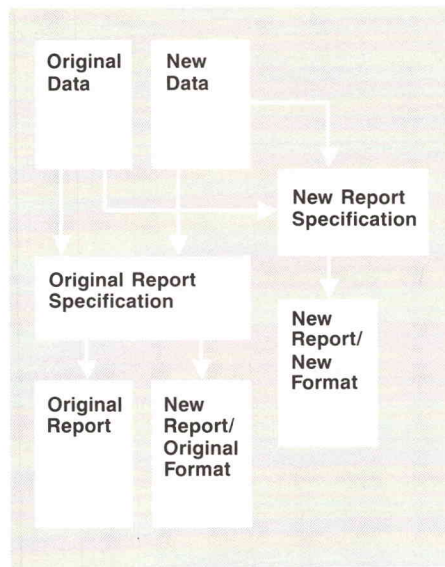 Original
Data
New
Data
New Report
Specification
Original Report
Specification
New
Report/
New
Format
Original
Report
New
Report/
Original
Format